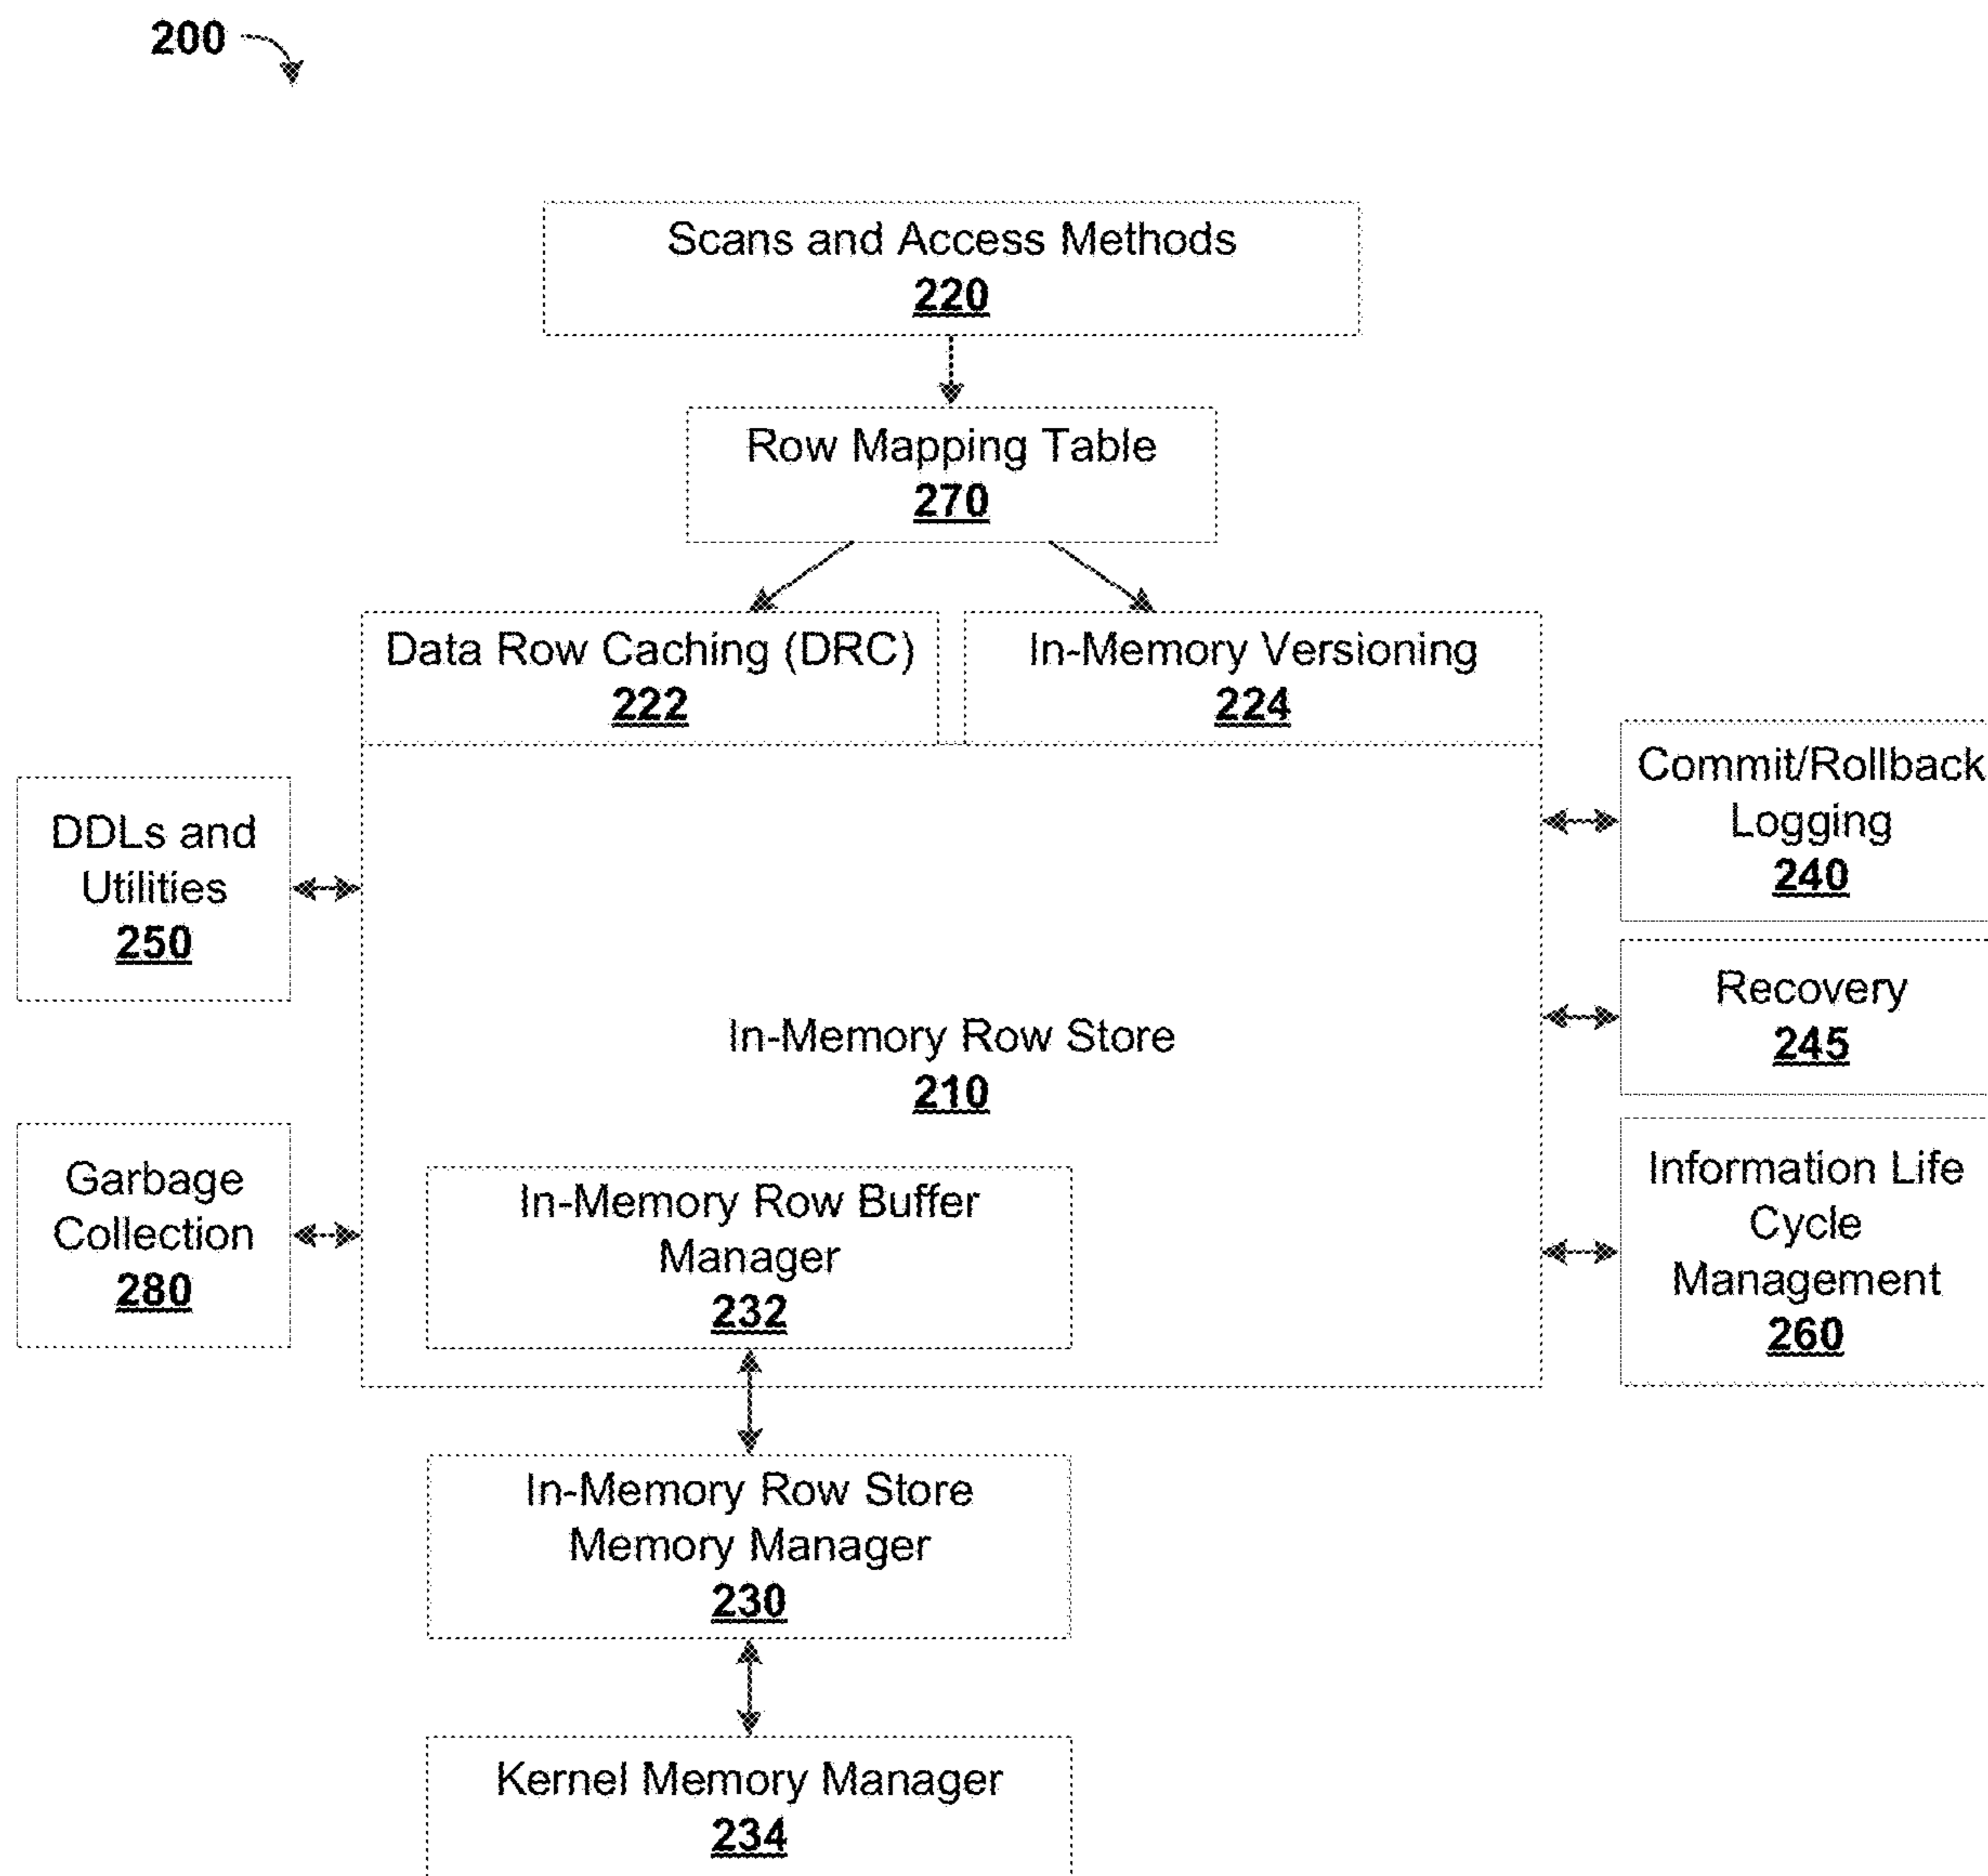 200
Scans and Access Methods
220
Row Mapping Table
270
Data Row Caching (DRC)
222
In-Memory Versioning
224
Commit/Rollback
Logging
240
DDLs and
Utilities
250
Recovery
245
In-Memory Row Store
210
Garbage
Collection
280
In-Memory Row Buffer
Manager
232
Information Life
Cycle
Management
260
In-Memory Row Store
Memory Manager
230
Kernel Memory Manager
234